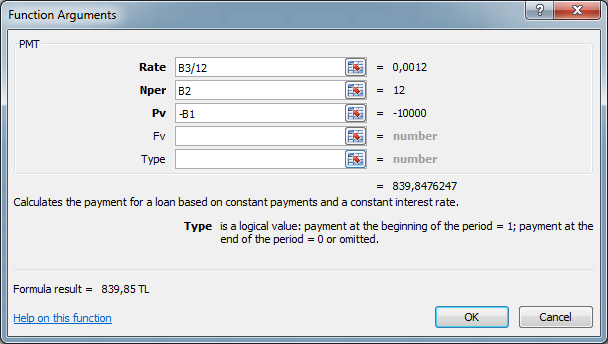 Function Arguments
PMT
Rate B3/12 = 0,0012
Nper B2 = 12
Pv -B1 = -10000
Fv = number
Type = number
= 839,8476247
Calculates the payment for a loan based on constant payments and a constant interest rate.
Type is a logical value: payment at the beginning of the period = 1; payment at the
end of the period = 0 or omitted.
Formula result = 839,85 TL
Help on this function
OK Cancel